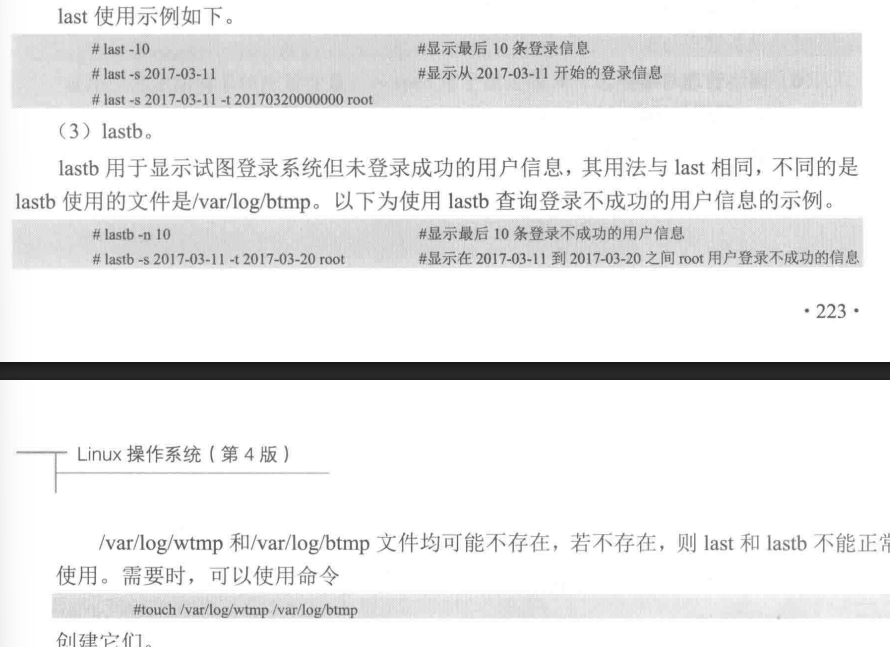 last 使用示例如下。
# last -10 #显示最后 10 条登录信息
# last -s 2017-03-11 #显示从 2017-03-11 开始的登录信息
# last -s 2017-03-11 -t 20170320000000 root
（3）lastb。
lastb 用于显示试图登录系统但未登录成功的用户信息，其用法与 last 相同，不同的是
lastb 使用的文件是/var/log/btmp。以下为使用 lastb 查询登录不成功的用户信息的示例。
# lastb -n 10 #显示最后 10 条登录不成功的用户信息
# lastb -s 2017-03-11 -t 2017-03-20 root #显示在 2017-03-11 到 2017-03-20 之间 root 用户登录不成功的信息
·223·
Linux 操作系统（第 4 版）
/var/log/wtmp 和/var/log/btmp 文件均可能不存在，若不存在，则 last 和 lastb 不能正常
使用。需要时，可以使用命令
#touch /var/log/wtmp /var/log/btmp
创建它们。